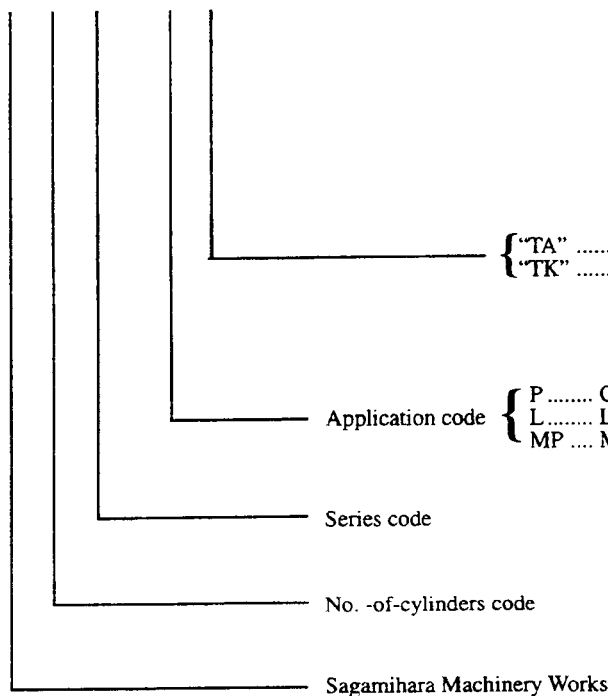 "TA" ......
"TK" ......
Application code { P ........ C
L ........ L
MP .... M
Series code
No. -of-cylinders code
Sagamihara Machinery Works